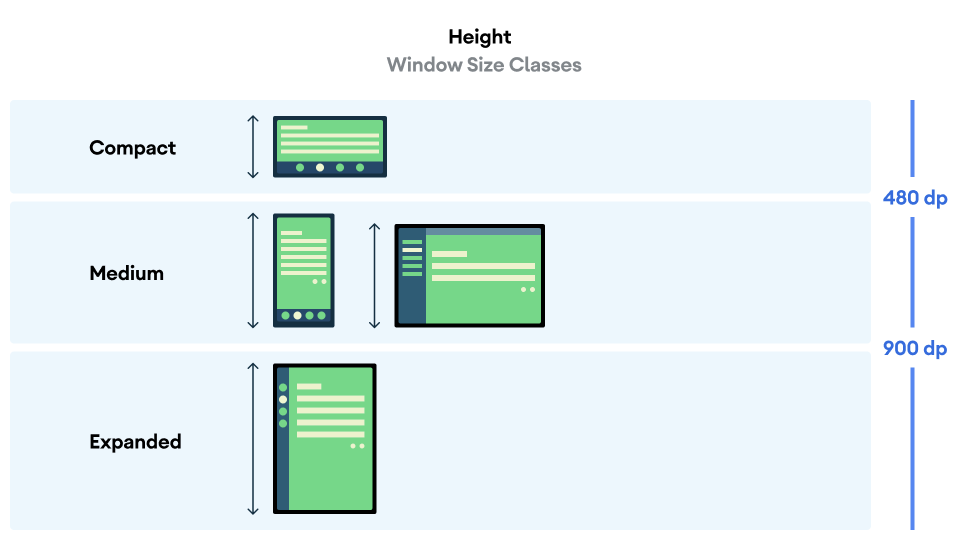 Height
Window Size Classes
Compact
480 dp
Medium
900 dp
Expanded